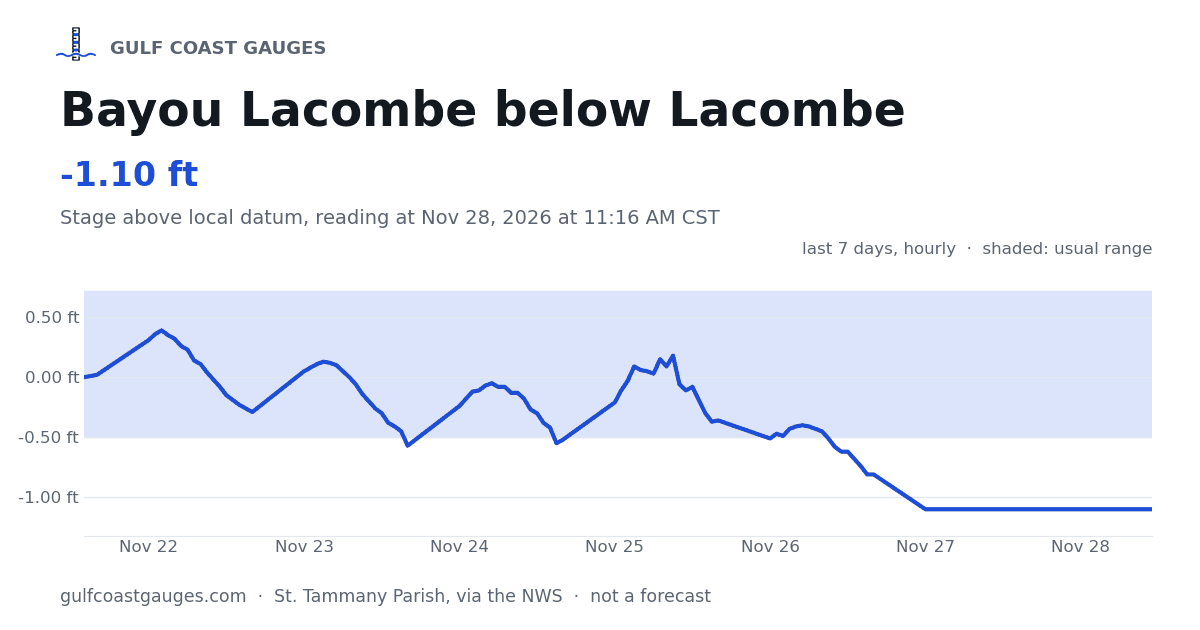 GULF COAST GAUGES
Bayou Lacombe below Lacombe
-1.10 ft
Stage above local datum, reading at Nov 28, 2026 at 11:16 AM CST
last 7 days, hourly · shaded: usual range
0.50 ft
0.00 ft
-0.50 ft
-1.00 ft
Nov 22 Nov 23 Nov 24 Nov 25 Nov 26 Nov 27 Nov 28
gulfcoastgauges.com · St. Tammany Parish, via the NWS · not a forecast